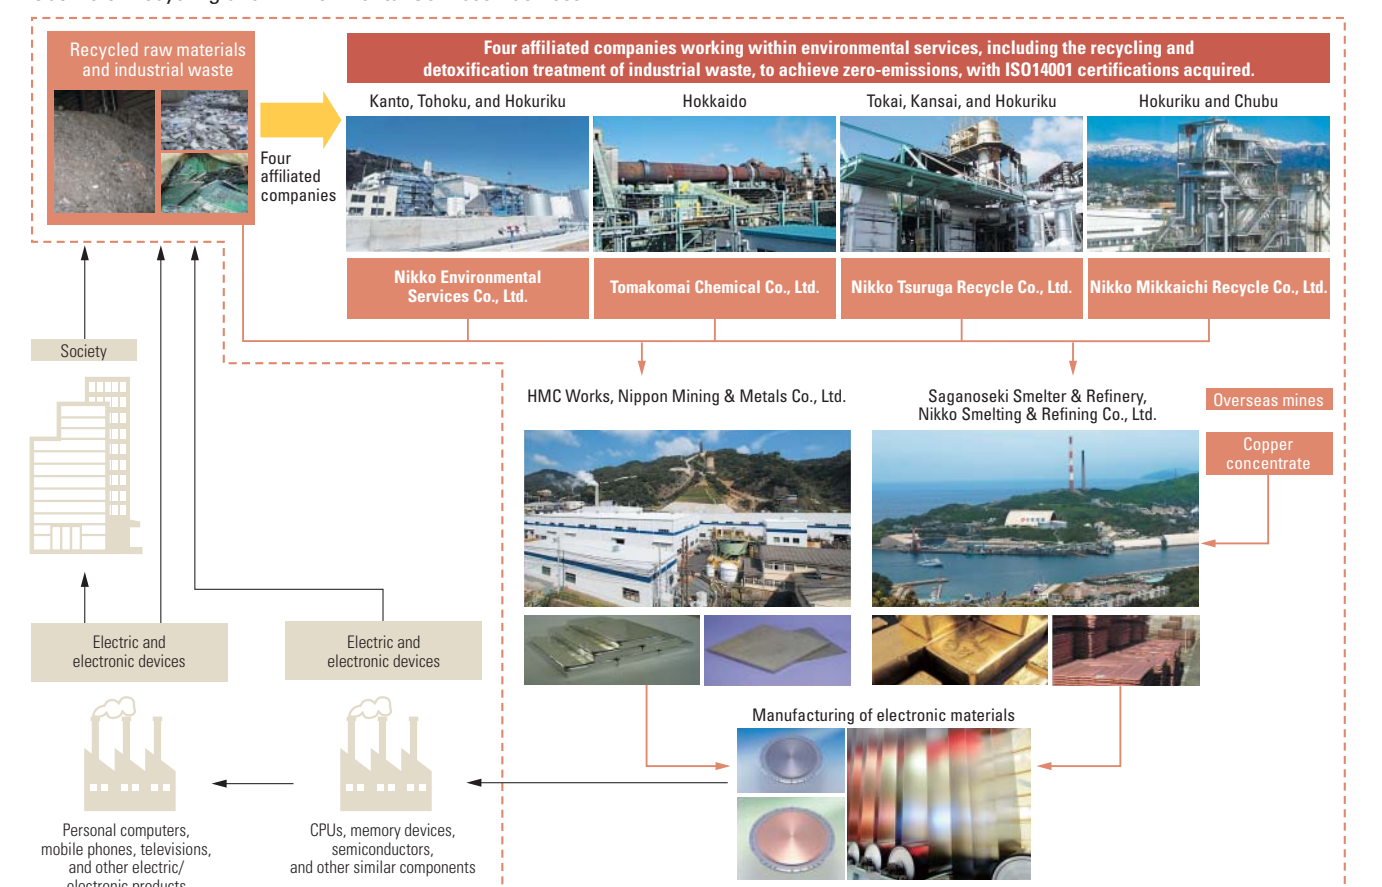 Recycled raw materials
and industrial waste
Four
affiliated
companies
Four affiliated companies working within environmental services, including the recycling and
detoxification treatment of industrial waste, to achieve zero-emissions, with ISO14001 certifications acquired.
Kanto, Tohoku, and Hokuriku
Hokkaido
Tokai, Kansai, and Hokuriku
Hokuriku and Chubu
Nikko Environmental
Services Co., Ltd.
Tomakomai Chemical Co., Ltd.
Nikko Tsuruga Recycle Co., Ltd.
Nikko Mikkaichi Recycle Co., Ltd.
Society
HMC Works, Nippon Mining & Metals Co., Ltd.
Saganoseki Smelter & Refinery,
Nikko Smelting & Refining Co., Ltd.
Overseas mines
Copper
concentrate
Electric and
electronic devices
Electric and
electronic devices
Manufacturing of electronic materials
Personal computers,
mobile phones, televisions,
and other electric/
electronic products
CPUs, memory devices,
semiconductors,
and other similar components